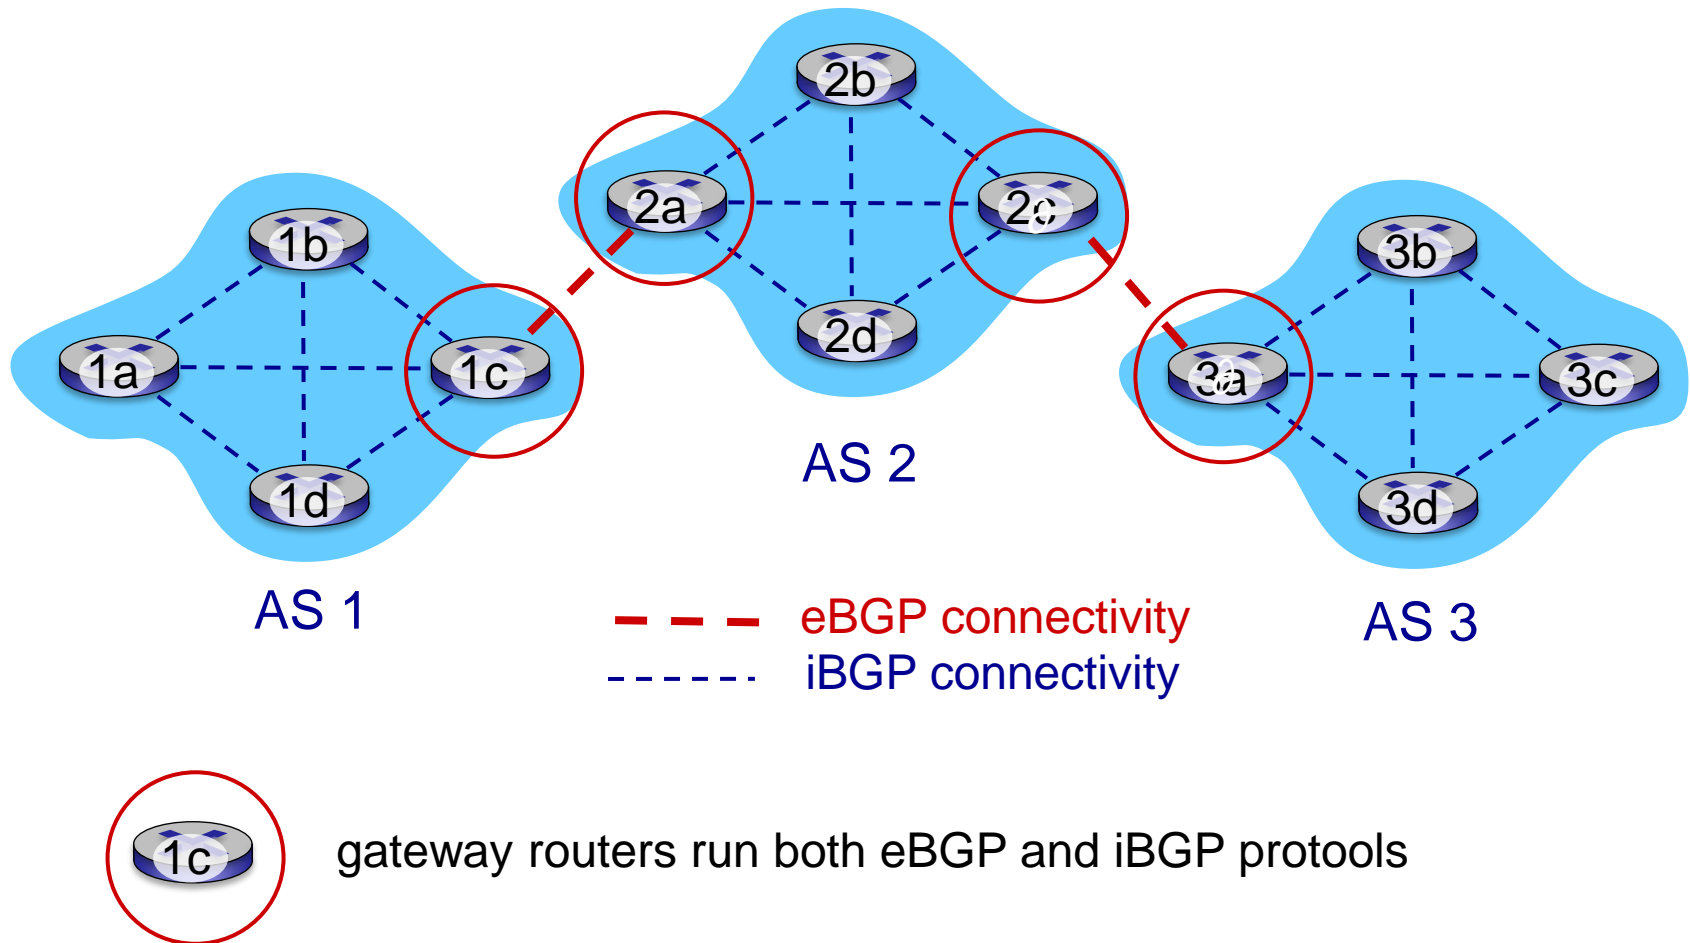 2b
2a
2c
1b
3b
2d
1a
1c
3a
3c
AS 2
1d
3d
AS 1
eBGP connectivity
AS 3
iBGP connectivity
1c
gateway routers run both eBGP and iBGP protools